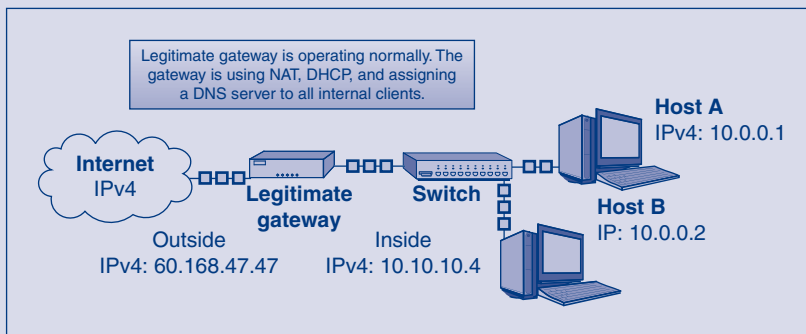 Legitimate gateway is operating normally. The
gateway is using NAT, DHCP, and assigning
a DNS server to all internal clients.
Host A
IPv4: 10.0.0.1
Internet
IPv4
Legitimate
gateway
Switch
Host B
IP: 10.0.0.2
Outside
IPv4: 60.168.47.47
Inside
IPv4: 10.10.10.4